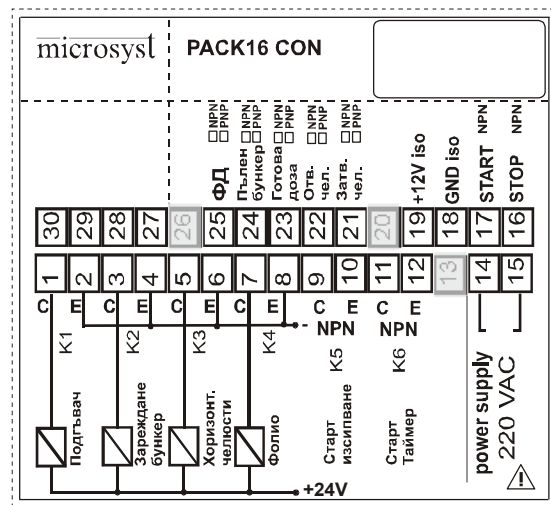 microsyst
PACK16 CON
ФД □NPN □PNP
Пълен бункер □NPN □PNP
Готова доза □NPN □PNP
Отв. чел. □NPN □PNP
Затв. чел. □NPN □PNP
+12V iso
GND iso
START NPN
STOP NPN
30 29 28 27 26 25 24 23 22 21 20 19 18 17 16
1 2 3 4 5 6 7 8 9 10 11 12 13 14 15
C E C E C E C E C E C E
- NPN NPN
K1 K2 K3 K4 K5 K6
Подгъвач
Зареждане бункер
Хоризонт. челюсти
Фолио
Старт изсипване
Старт Таймер
power supply
220 VAC
+24V